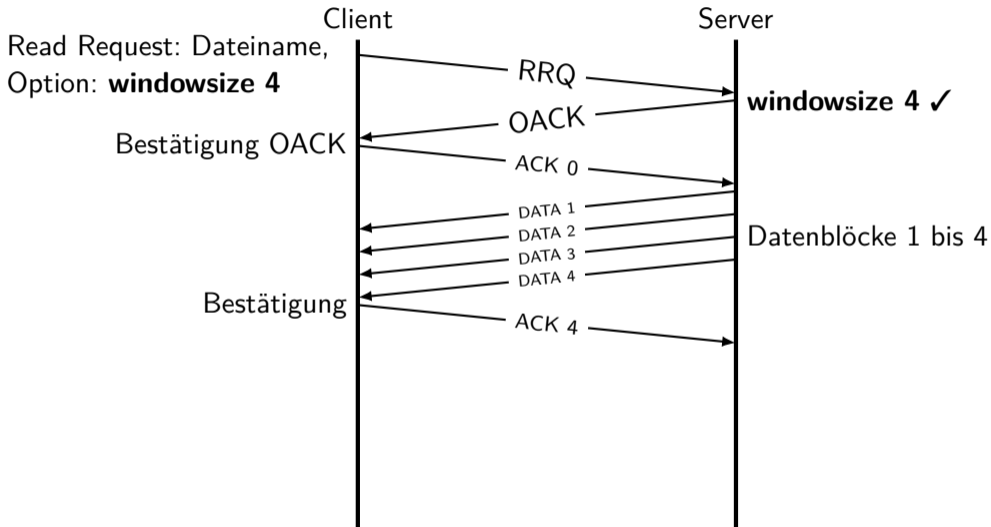 Client
Server
Read Request: Dateiname,
Option: windowsize 4
RRQ
windowsize 4 ✓
OACK
Bestätigung OACK
ACK 0
DATA 1
DATA 2
Datenblöcke 1 bis 4
DATA 3
DATA 4
Bestätigung
ACK 4